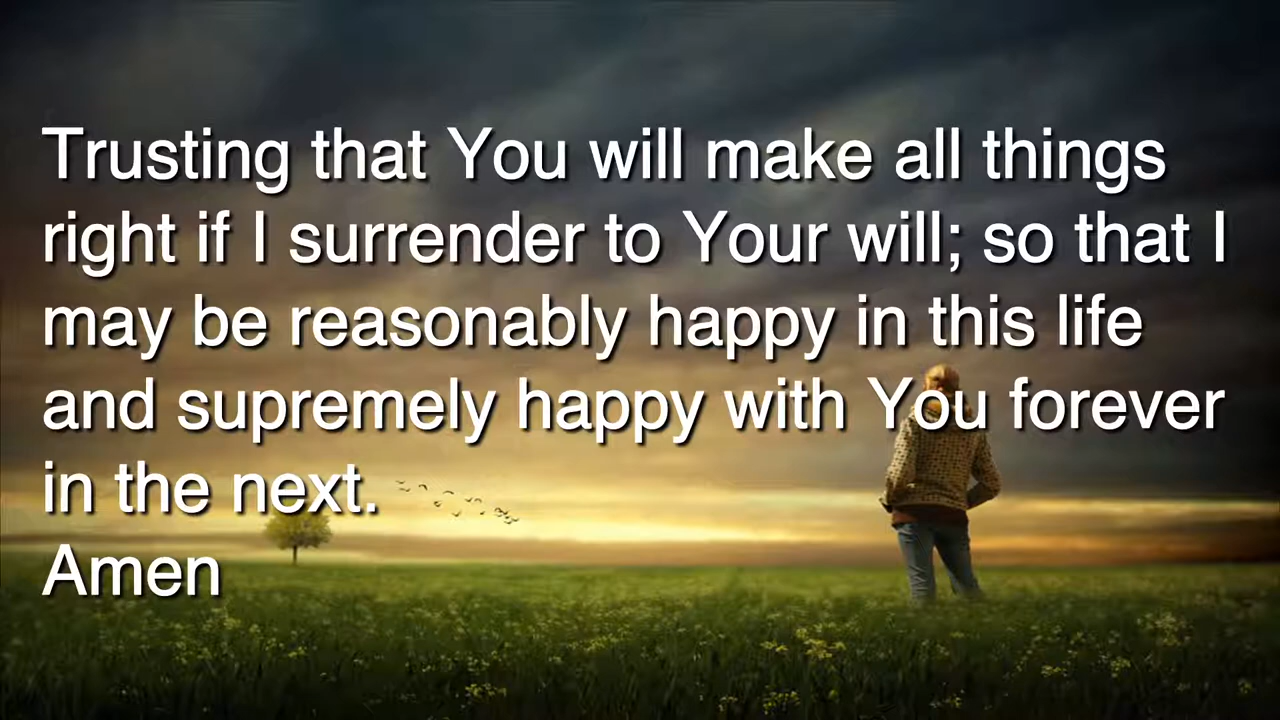 Trusting that You will make all things
right if I surrender to Your will; so that I
may be reasonably happy in this life
and supremely happy with You forever
in the next.
Amen